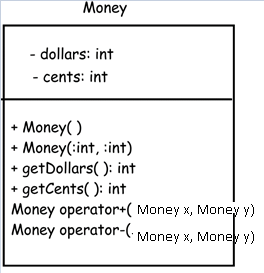 Money
- dollars: int
- cents: int
+ Money( )
+ Money(:int, :int)
+ getDollars( ): int
+ getCents( ): int
Money operator+( Money x, Money y)
Money operator-(. Money x, Money y)